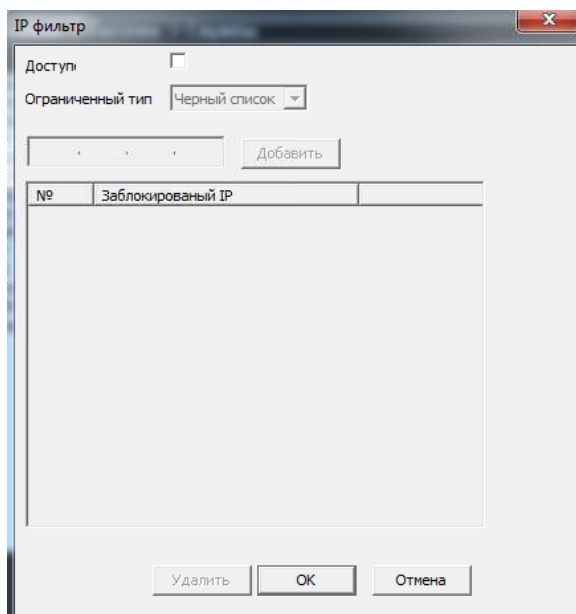 IP фильтр
Доступ
Ограниченный тип Черный список
. . . Добавить
№ Заблокированый IP
Удалить OK Отмена